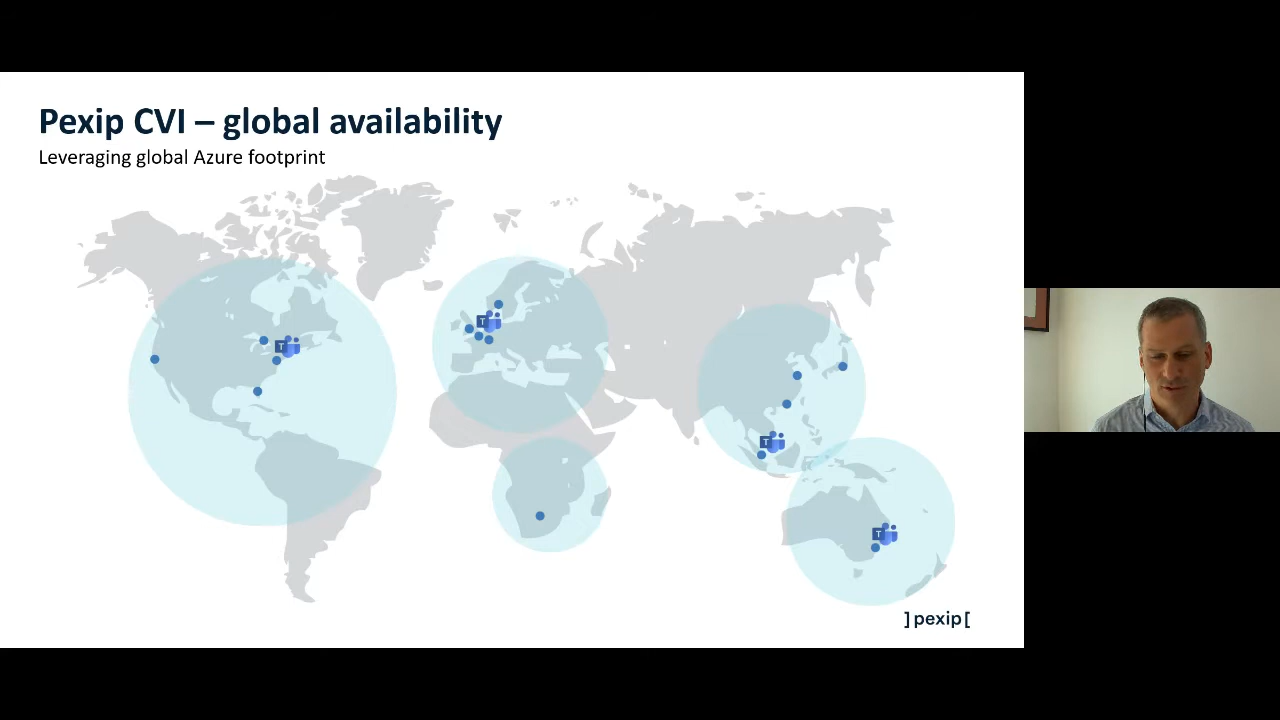 Pexip CVI – global availability
Leveraging global Azure footprint
T
T
T
T
]pexip[